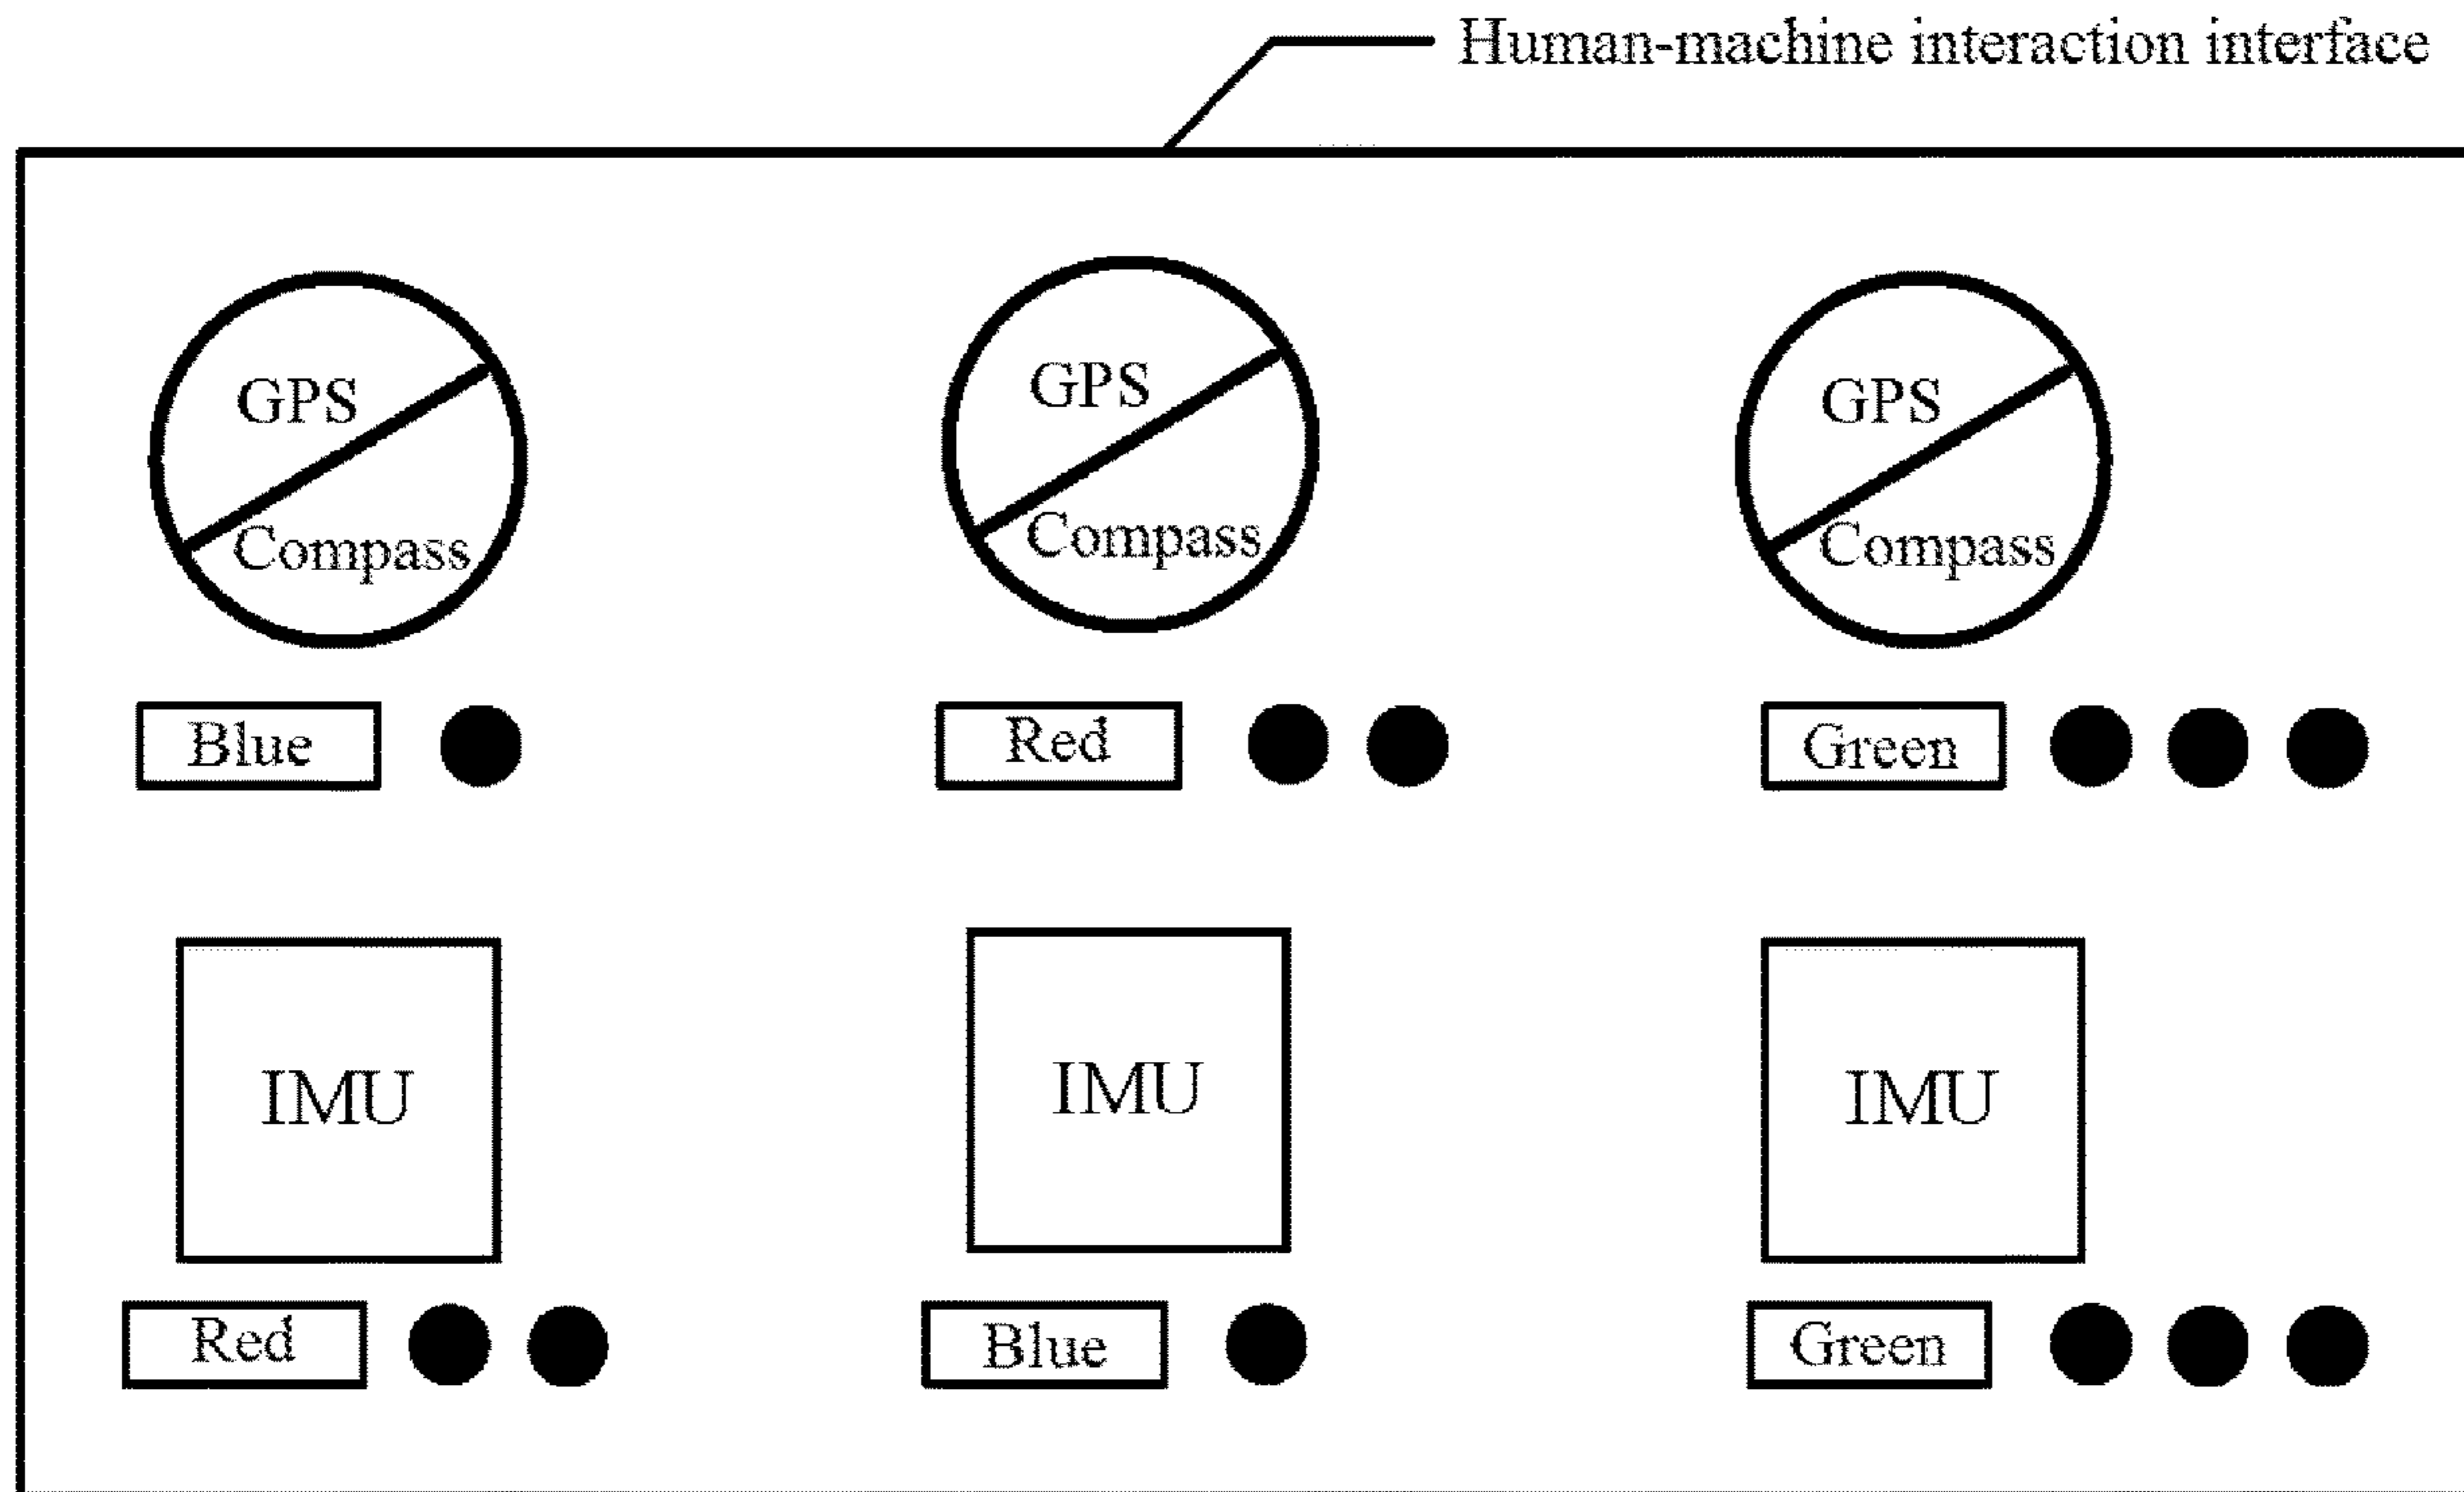 Human-machine interaction interface
GPS
Compass
GPS
Compass
GPS
Compass
Blue
Red
Green
IMU
IMU
IMU
Red
Blue
Green